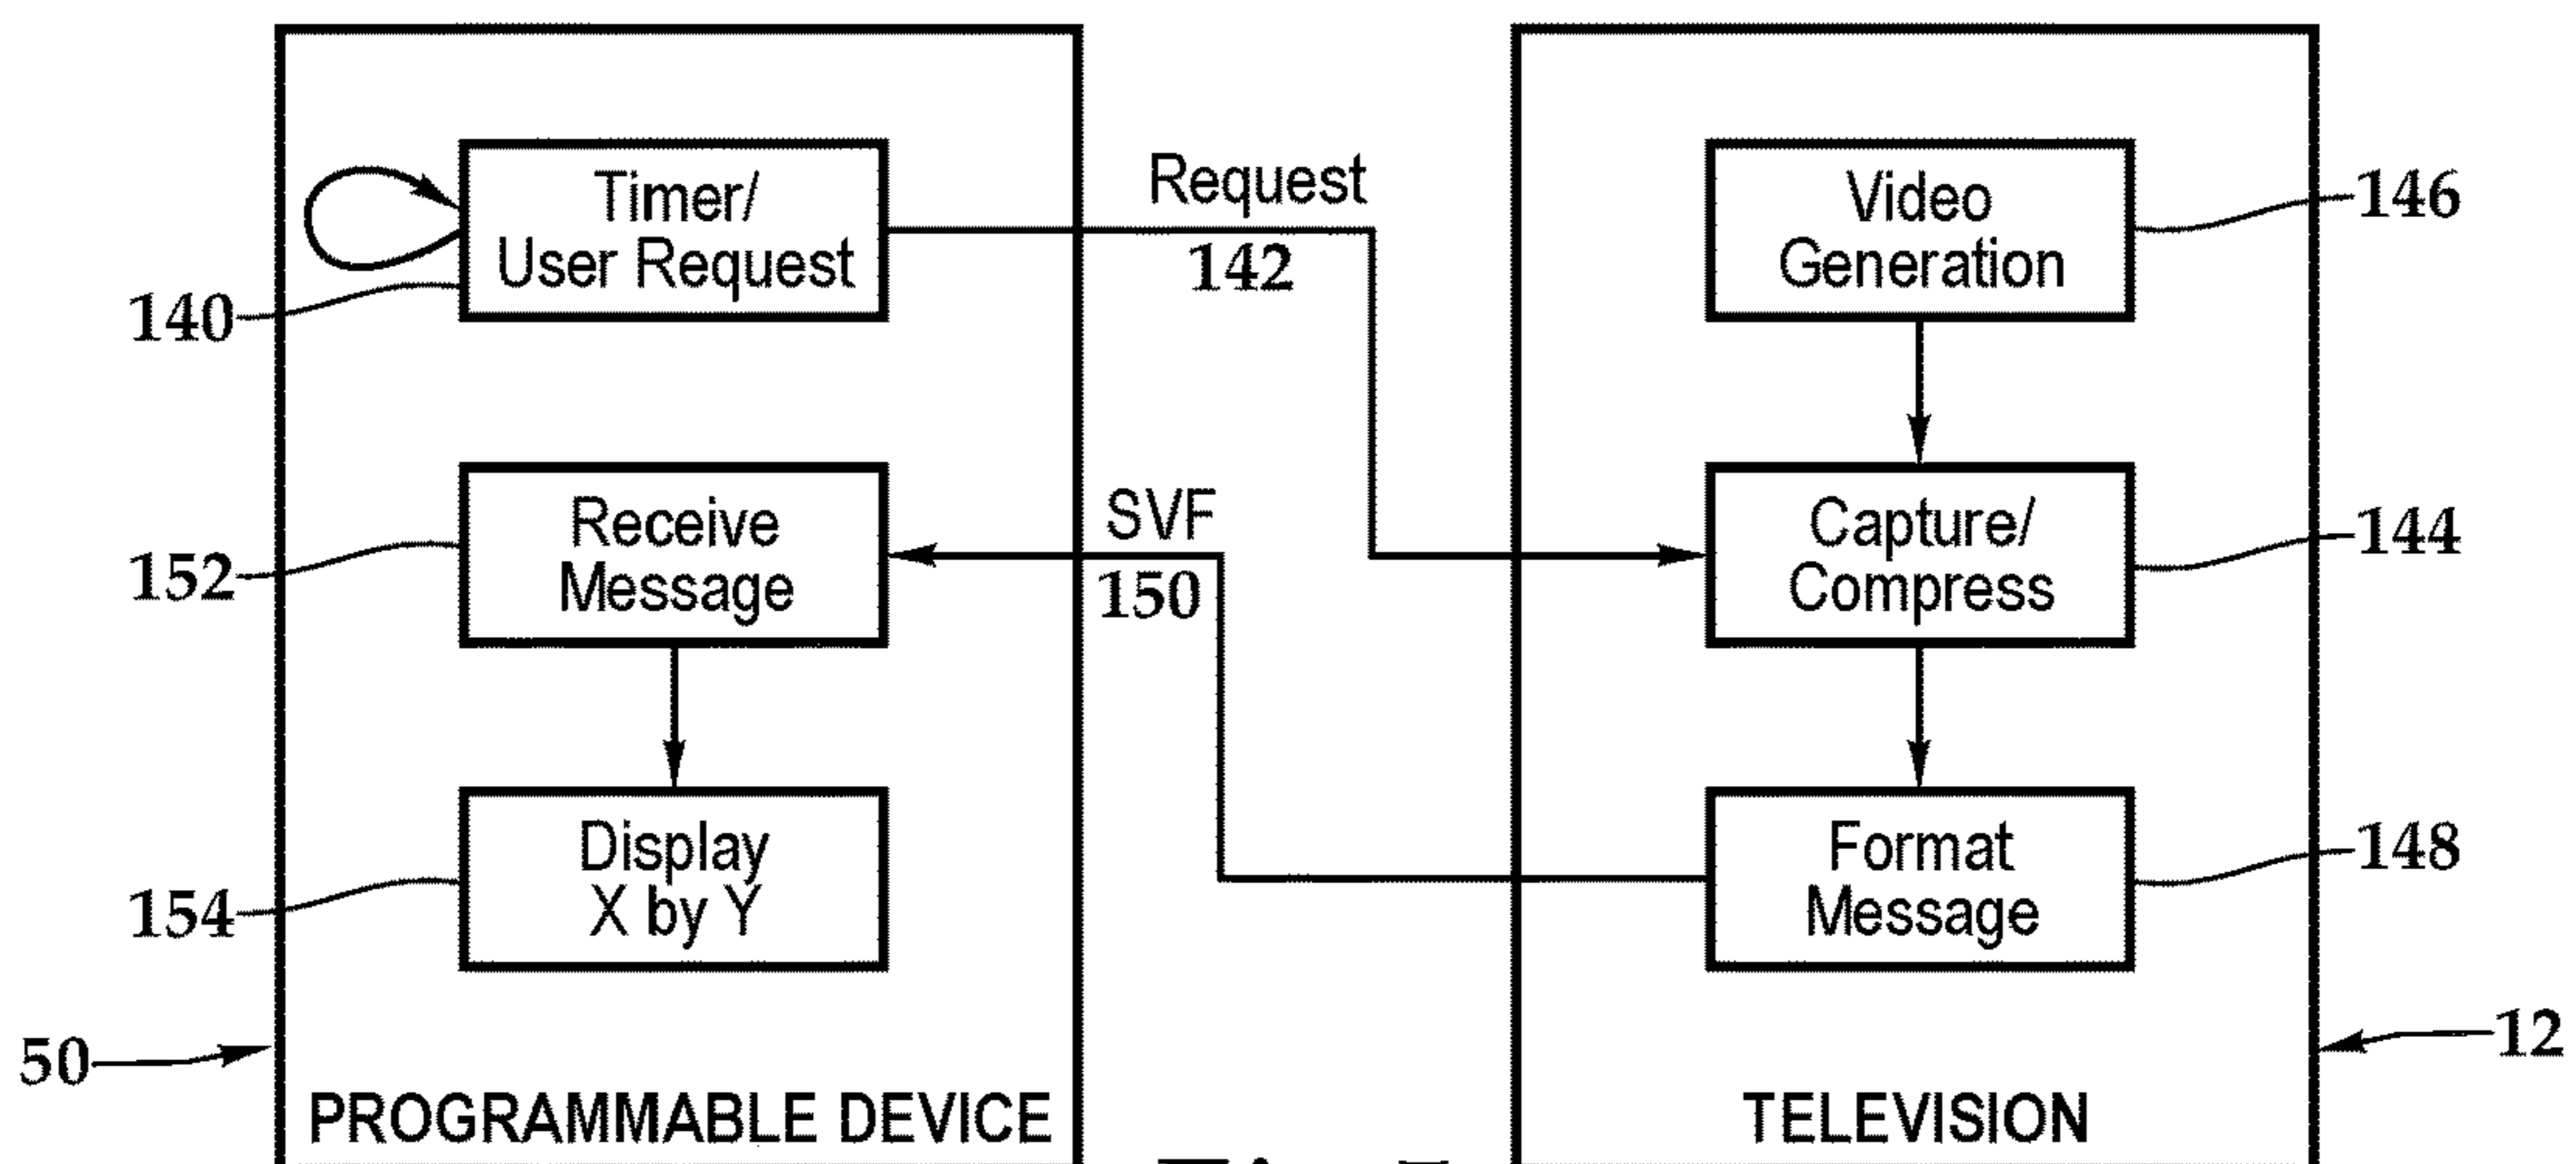 Timer/
User Request
140
Request
142
Video
Generation
146
Receive
Message
152
SVF
150
Capture/
Compress
144
Display
X by Y
154
Format
Message
148
50
PROGRAMMABLE DEVICE
12
TELEVISION